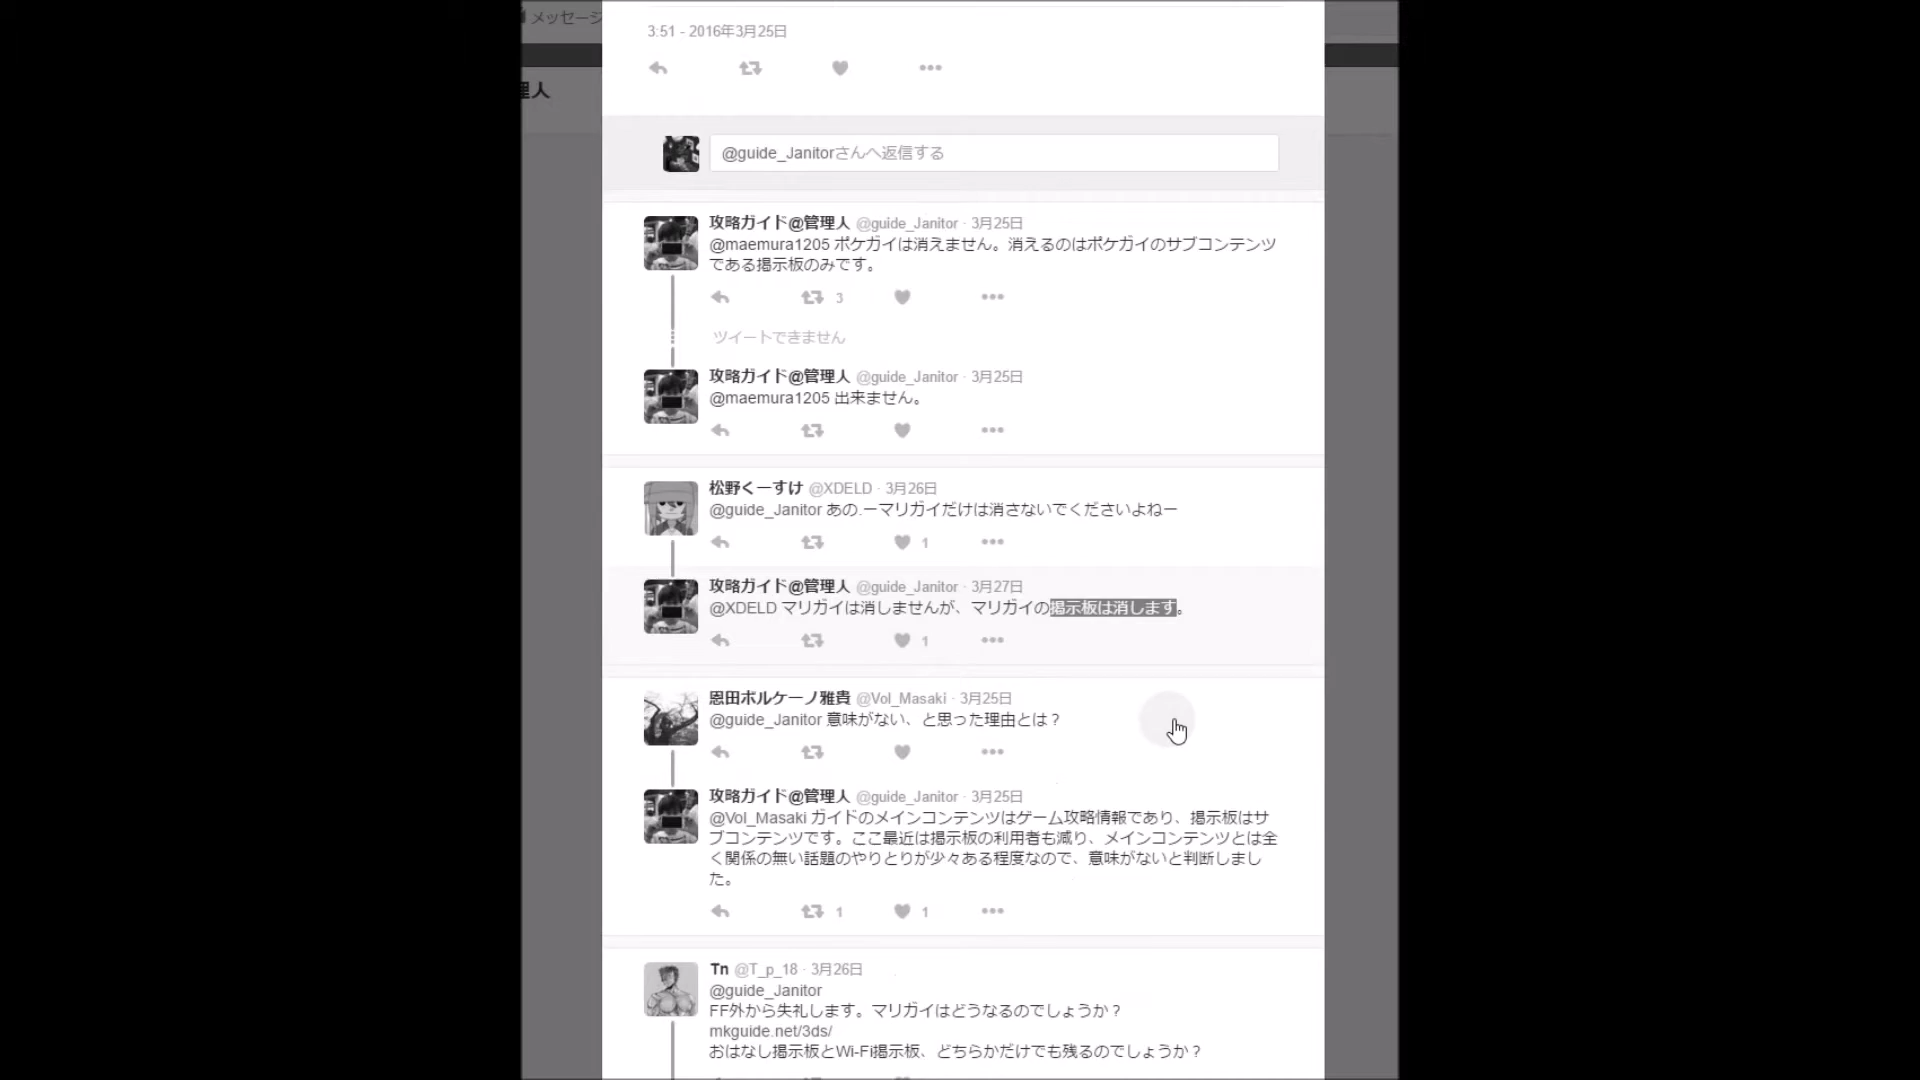 メッセージ
3:51 - 2016年3月25日
理人
@guide_Janitorさんへ返信する
攻略ガイド@管理人 @guide_Janitor · 3月25日
@maemura1205 ポケガイは消えません。消えるのはポケガイのサブコンテンツ
である掲示板のみです。
3
ツイートできません
攻略ガイド@管理人 @guide_Janitor · 3月25日
@maemura1205 出来ません。
松野くーすけ @XDELD · 3月26日
@guide_Janitor あの.ーマリガイだけは消さないでくださいよねー
1
攻略ガイド@管理人 @guide_Janitor · 3月27日
@XDELD マリガイは消しませんが、マリガイの掲示板は消します。
1
恩田ボルケーノ雅貴 @Vol_Masaki · 3月25日
@guide_Janitor 意味がない、と思った理由とは？
攻略ガイド@管理人 @guide_Janitor · 3月25日
@Vol_Masaki ガイドのメインコンテンツはゲーム攻略情報であり、掲示板はサ
ブコンテンツです。ここ最近は掲示板の利用者も減り、メインコンテンツとは全
く関係の無い話題のやりとりが少々ある程度なので、意味がないと判断しまし
た。
1 1
Tn @T_p_18 · 3月26日
@guide_Janitor
FF外から失礼します。マリガイはどうなるのでしょうか？
mkguide.net/3ds/
おはなし掲示板とWi-Fi掲示板、どちらかだけでも残るのでしょうか？